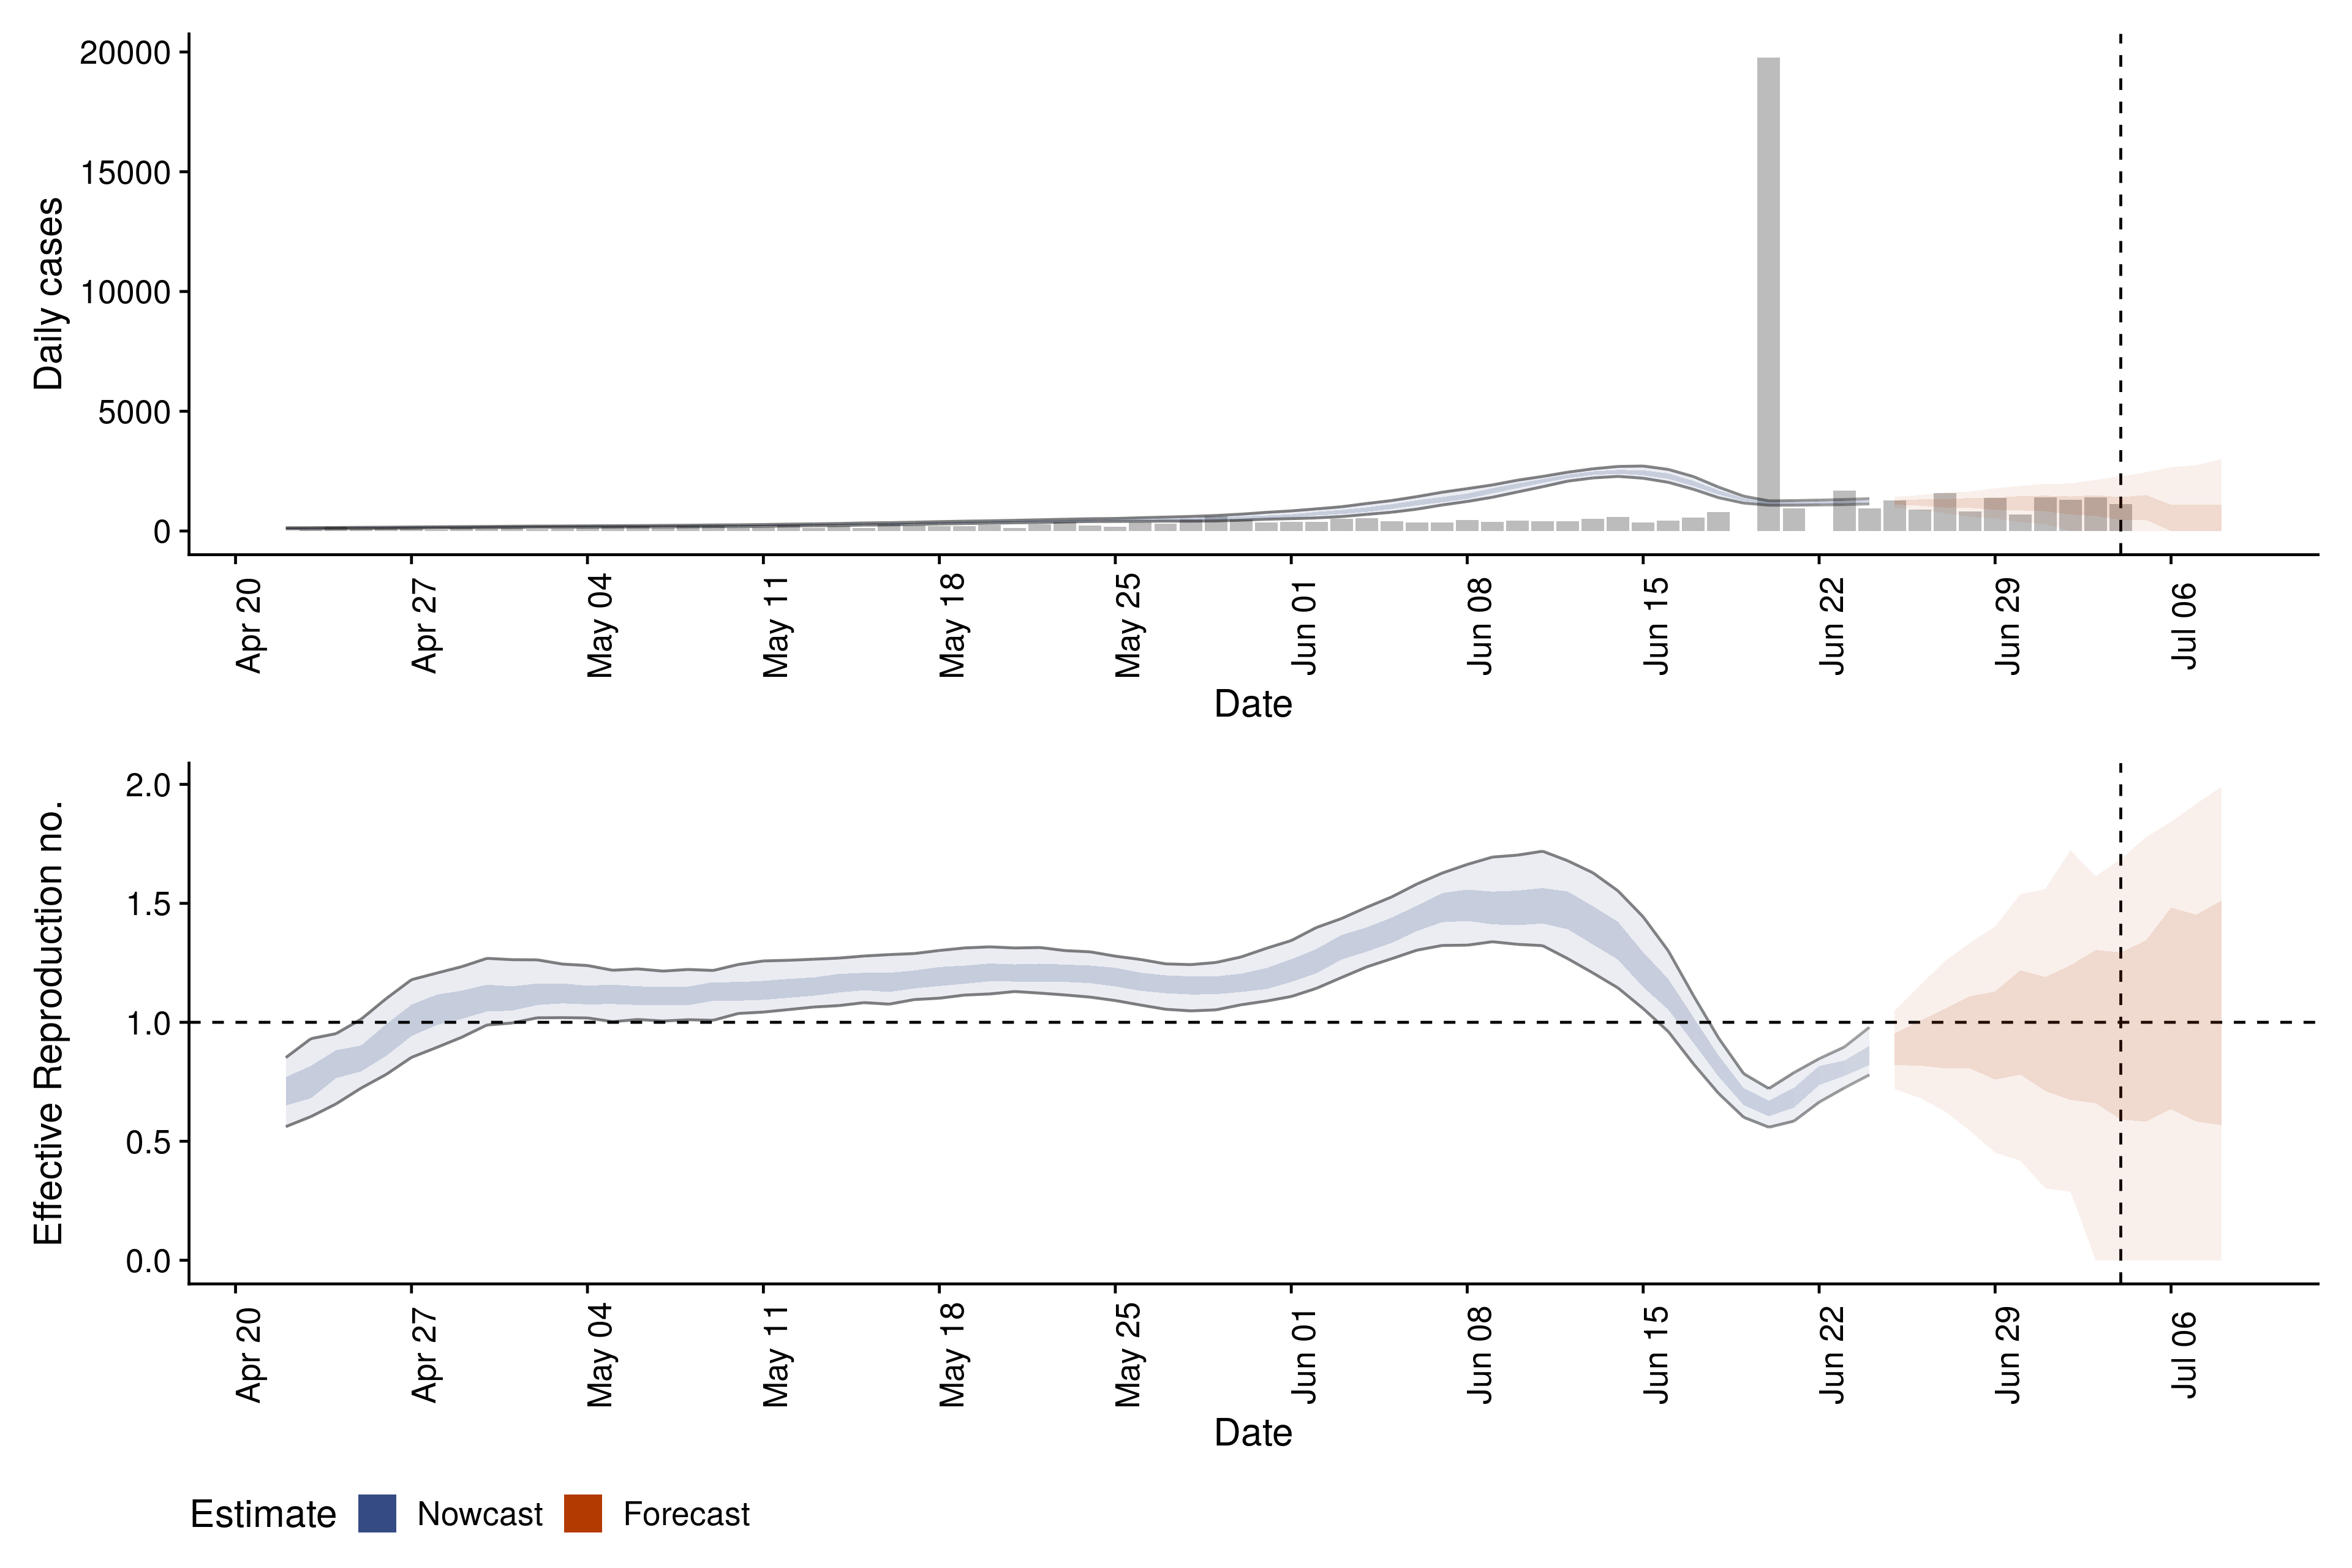 Daily cases
20000
15000
10000
5000
0
Apr 20
Apr 27
May 04
May 11
May 18
May 25
Jun 01
Jun 08
Jun 15
Jun 22
Jun 29
Jul 06
Date
Effective Reproduction no.
2.0
1.5
1.0
0.5
0.0
Apr 20
Apr 27
May 04
May 11
May 18
May 25
Jun 01
Jun 08
Jun 15
Jun 22
Jun 29
Jul 06
Date
Estimate Nowcast Forecast